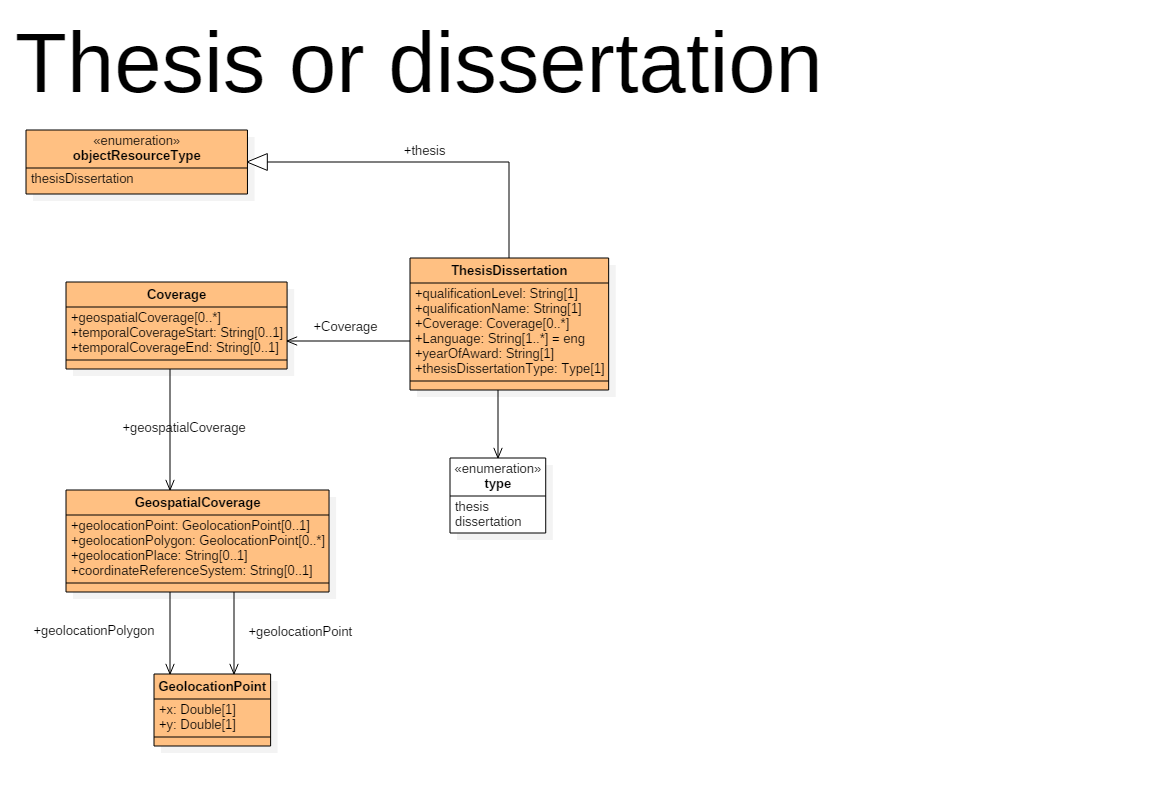 Thesis or dissertation
«enumeration»
objectResourceType
thesisDissertation
+thesis
ThesisDissertation
+qualificationLevel: String[1]
+qualificationName: String[1]
+Coverage: Coverage[0..*]
+Language: String[1..*] = eng
+yearOfAward: String[1]
+thesisDissertationType: Type[1]
Coverage
+geospatialCoverage[0..*]
+temporalCoverageStart: String[0..1]
+temporalCoverageEnd: String[0..1]
+Coverage
+geospatialCoverage
«enumeration»
type
thesis
dissertation
GeospatialCoverage
+geolocationPoint: GeolocationPoint[0..1]
+geolocationPolygon: GeolocationPoint[0..*]
+geolocationPlace: String[0..1]
+coordinateReferenceSystem: String[0..1]
+geolocationPolygon
+geolocationPoint
GeolocationPoint
+x: Double[1]
+y: Double[1]